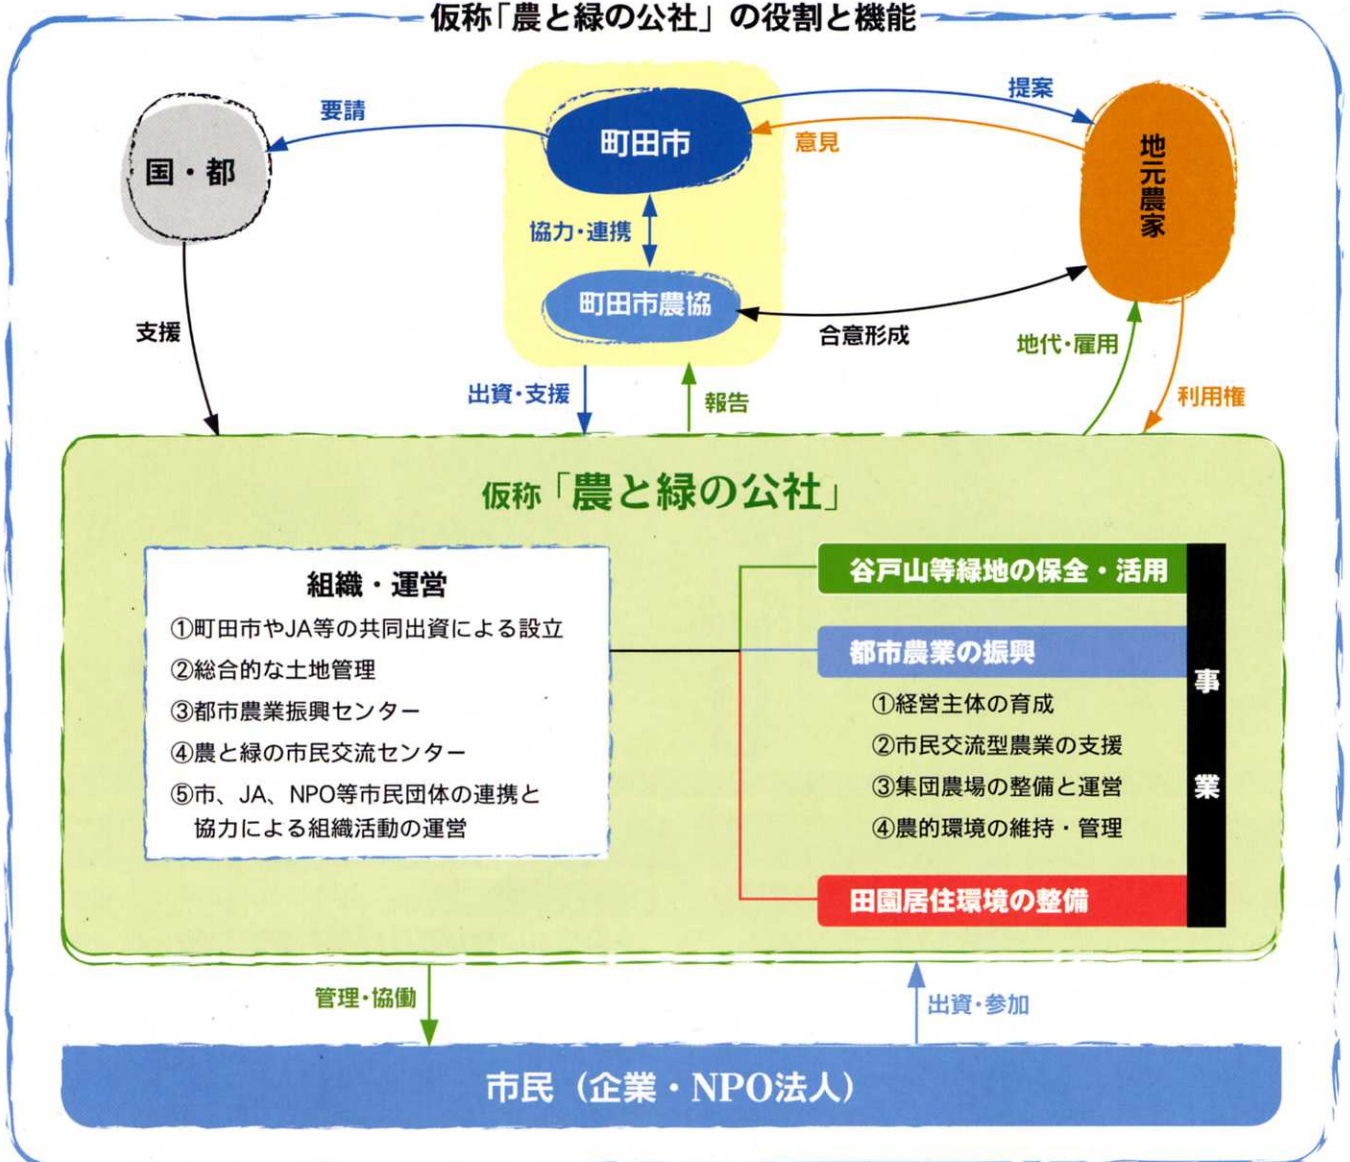 仮称「農と緑の公社」の役割と機能
要請
提案
町田市
意見
国・都
地元農家
協力・連携
町田市農協
合意形成
支援
地代・雇用
出資・支援
報告
利用権
仮称「農と緑の公社」
組織・運営
①町田市やJA等の共同出資による設立
②総合的な土地管理
③都市農業振興センター
④農と緑の市民交流センター
⑤市、JA、NPO等市民団体の連携と
協力による組織活動の運営
谷戸山等緑地の保全・活用
都市農業の振興
①経営主体の育成
②市民交流型農業の支援
③集団農場の整備と運営
④農的環境の維持・管理
田園居住環境の整備
事業
管理・協働
出資・参加
市民（企業・NPO法人）